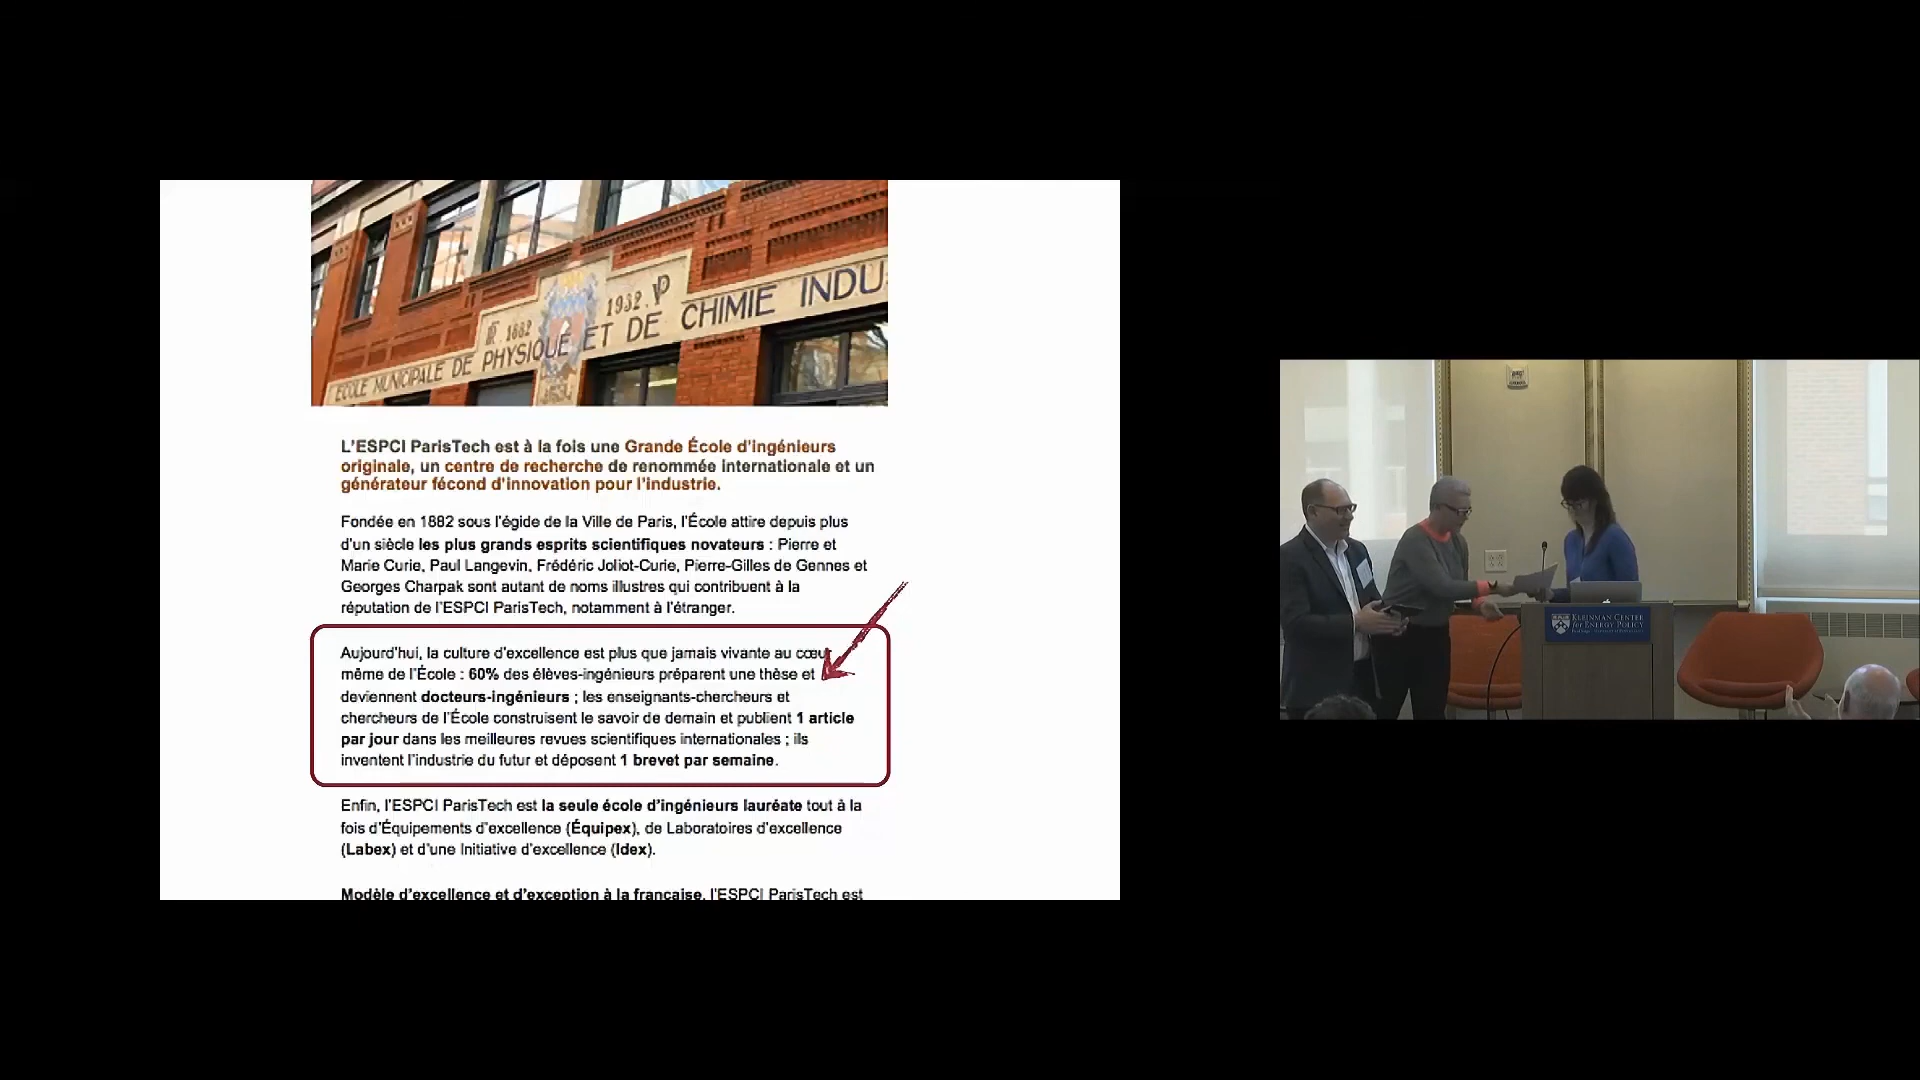 1882
1932
ECOLE MUNICIPALE DE PHYSIQUE ET DE CHIMIE INDU
L'ESPCI ParisTech est à la fois une Grande École d'ingénieurs
originale, un centre de recherche de renommée internationale et un
générateur fécond d'innovation pour l'industrie.
Fondée en 1882 sous l'égide de la Ville de Paris, l'École attire depuis plus
d'un siècle les plus grands esprits scientifiques novateurs : Pierre et
Marie Curie, Paul Langevin, Frédéric Joliot-Curie, Pierre-Gilles de Gennes et
Georges Charpak sont autant de noms illustres qui contribuent à la
réputation de l'ESPCI ParisTech, notamment à l'étranger.
Aujourd'hui, la culture d'excellence est plus que jamais vivante au cœur
même de l'École : 60% des élèves-ingénieurs préparent une thèse et
deviennent docteurs-ingénieurs ; les enseignants-chercheurs et
chercheurs de l'École construisent le savoir de demain et publient 1 article
par jour dans les meilleures revues scientifiques internationales ; ils
inventent l'industrie du futur et déposent 1 brevet par semaine.
Enfin, l'ESPCI ParisTech est la seule école d'ingénieurs lauréate tout à la
fois d'Équipements d'excellence (Équipex), de Laboratoires d'excellence
(Labex) et d'une Initiative d'excellence (Idex).
Modèle d'excellence et d'exception à la française, l'ESPCI ParisTech est
KLEINMAN CENTER
for ENERGY POLICY